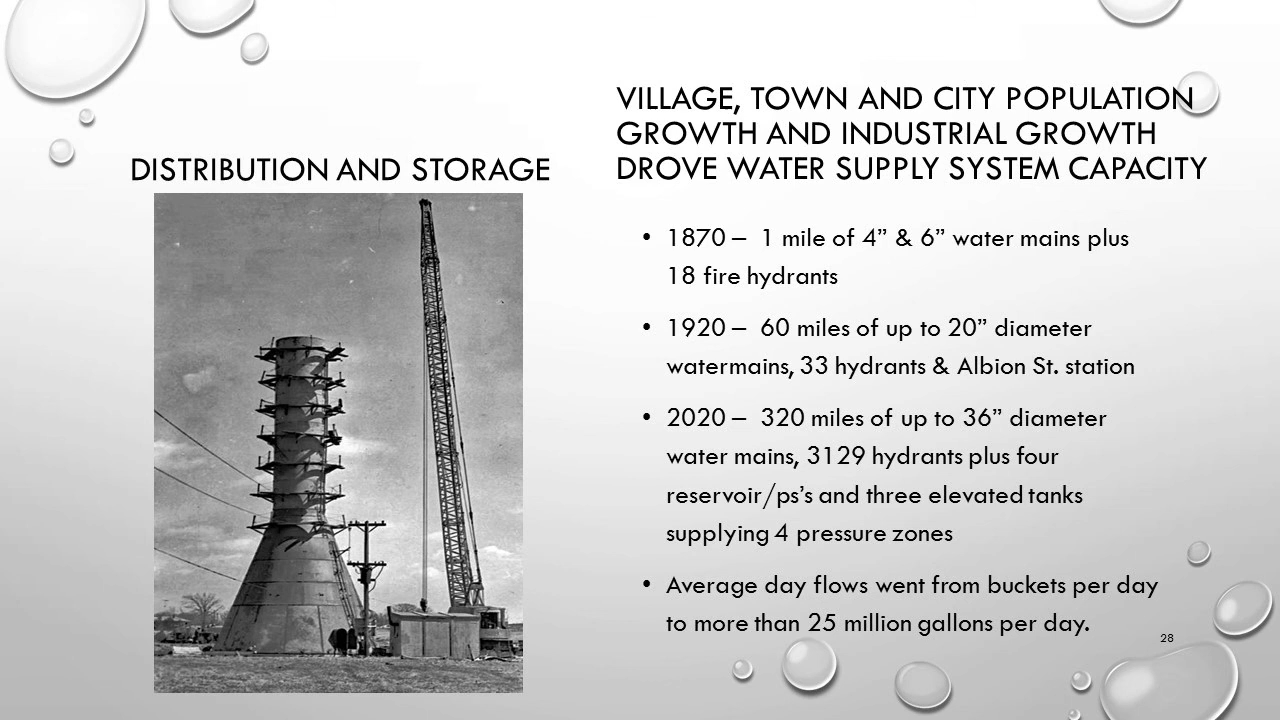 DISTRIBUTION AND STORAGE
VILLAGE, TOWN AND CITY POPULATION
GROWTH AND INDUSTRIAL GROWTH
DROVE WATER SUPPLY SYSTEM CAPACITY
• 1870 – 1 mile of 4” & 6” water mains plus
18 fire hydrants
• 1920 – 60 miles of up to 20” diameter
watermains, 33 hydrants & Albion St. station
• 2020 – 320 miles of up to 36” diameter
water mains, 3129 hydrants plus four
reservoir/ps’s and three elevated tanks
supplying 4 pressure zones
• Average day flows went from buckets per day
to more than 25 million gallons per day.
28